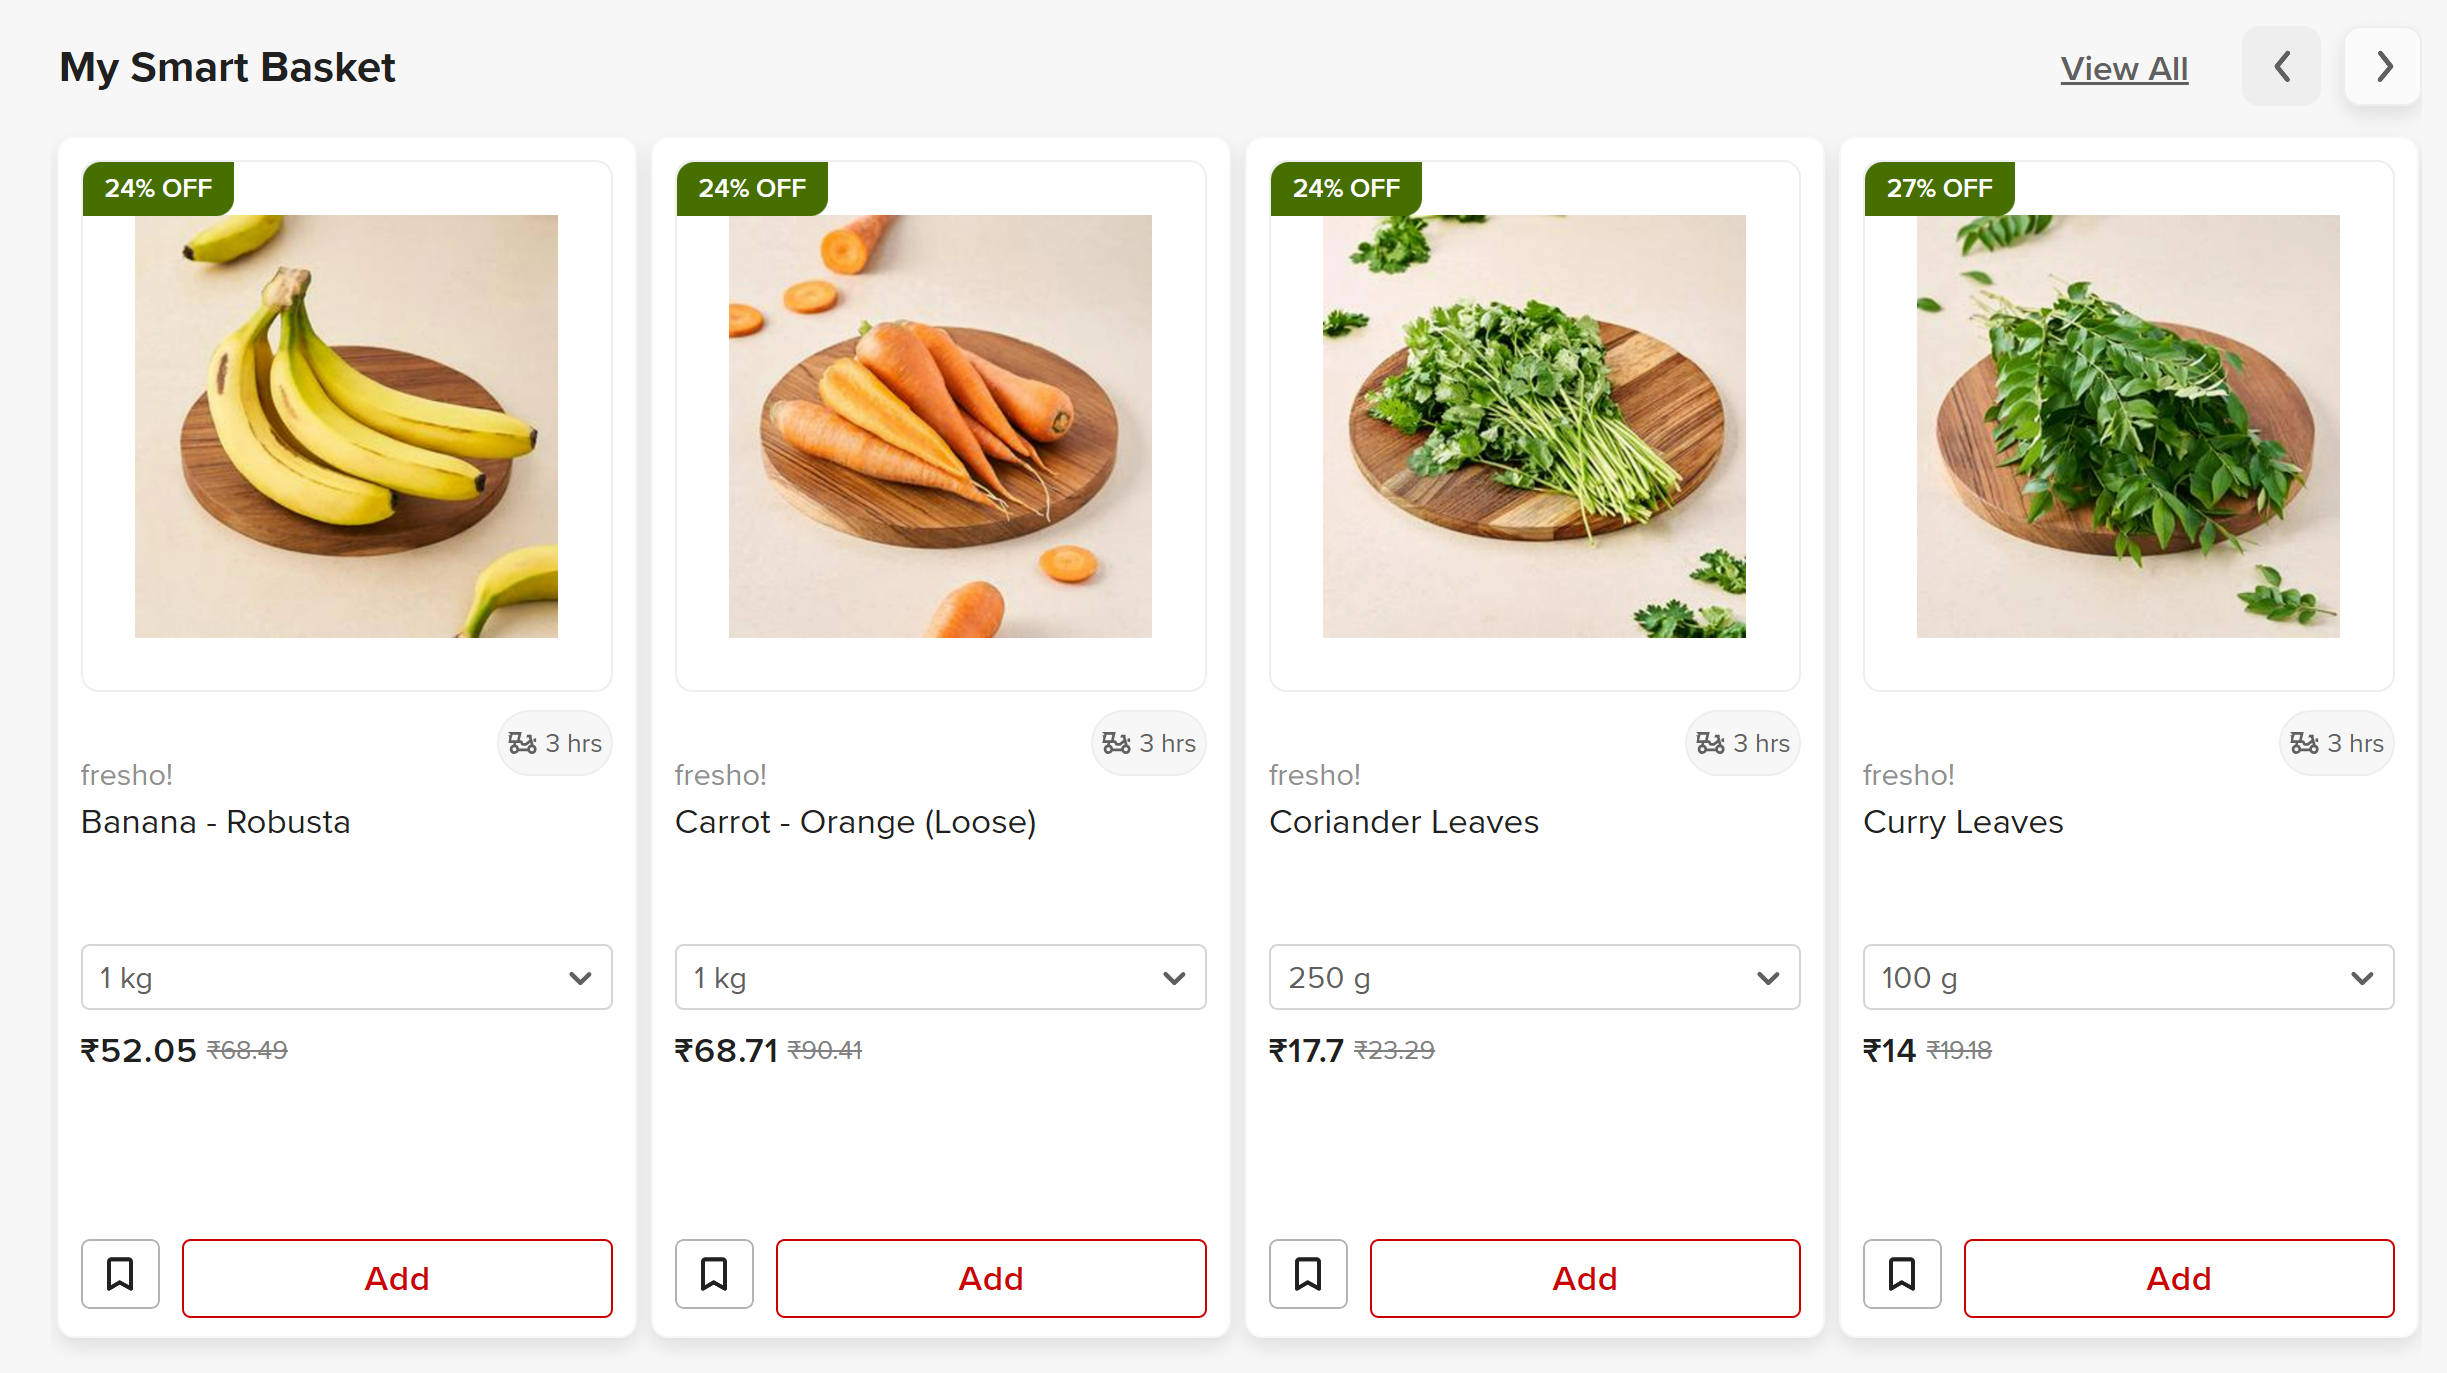 My Smart Basket
View All
24% OFF
3 hrs
fresho!
Banana - Robusta
1 kg
₹52.05 ₹68.49
Add
24% OFF
3 hrs
fresho!
Carrot - Orange (Loose)
1 kg
₹68.71 ₹90.41
Add
24% OFF
3 hrs
fresho!
Coriander Leaves
250 g
₹17.7 ₹23.29
Add
27% OFF
3 hrs
fresho!
Curry Leaves
100 g
₹14 ₹19.18
Add